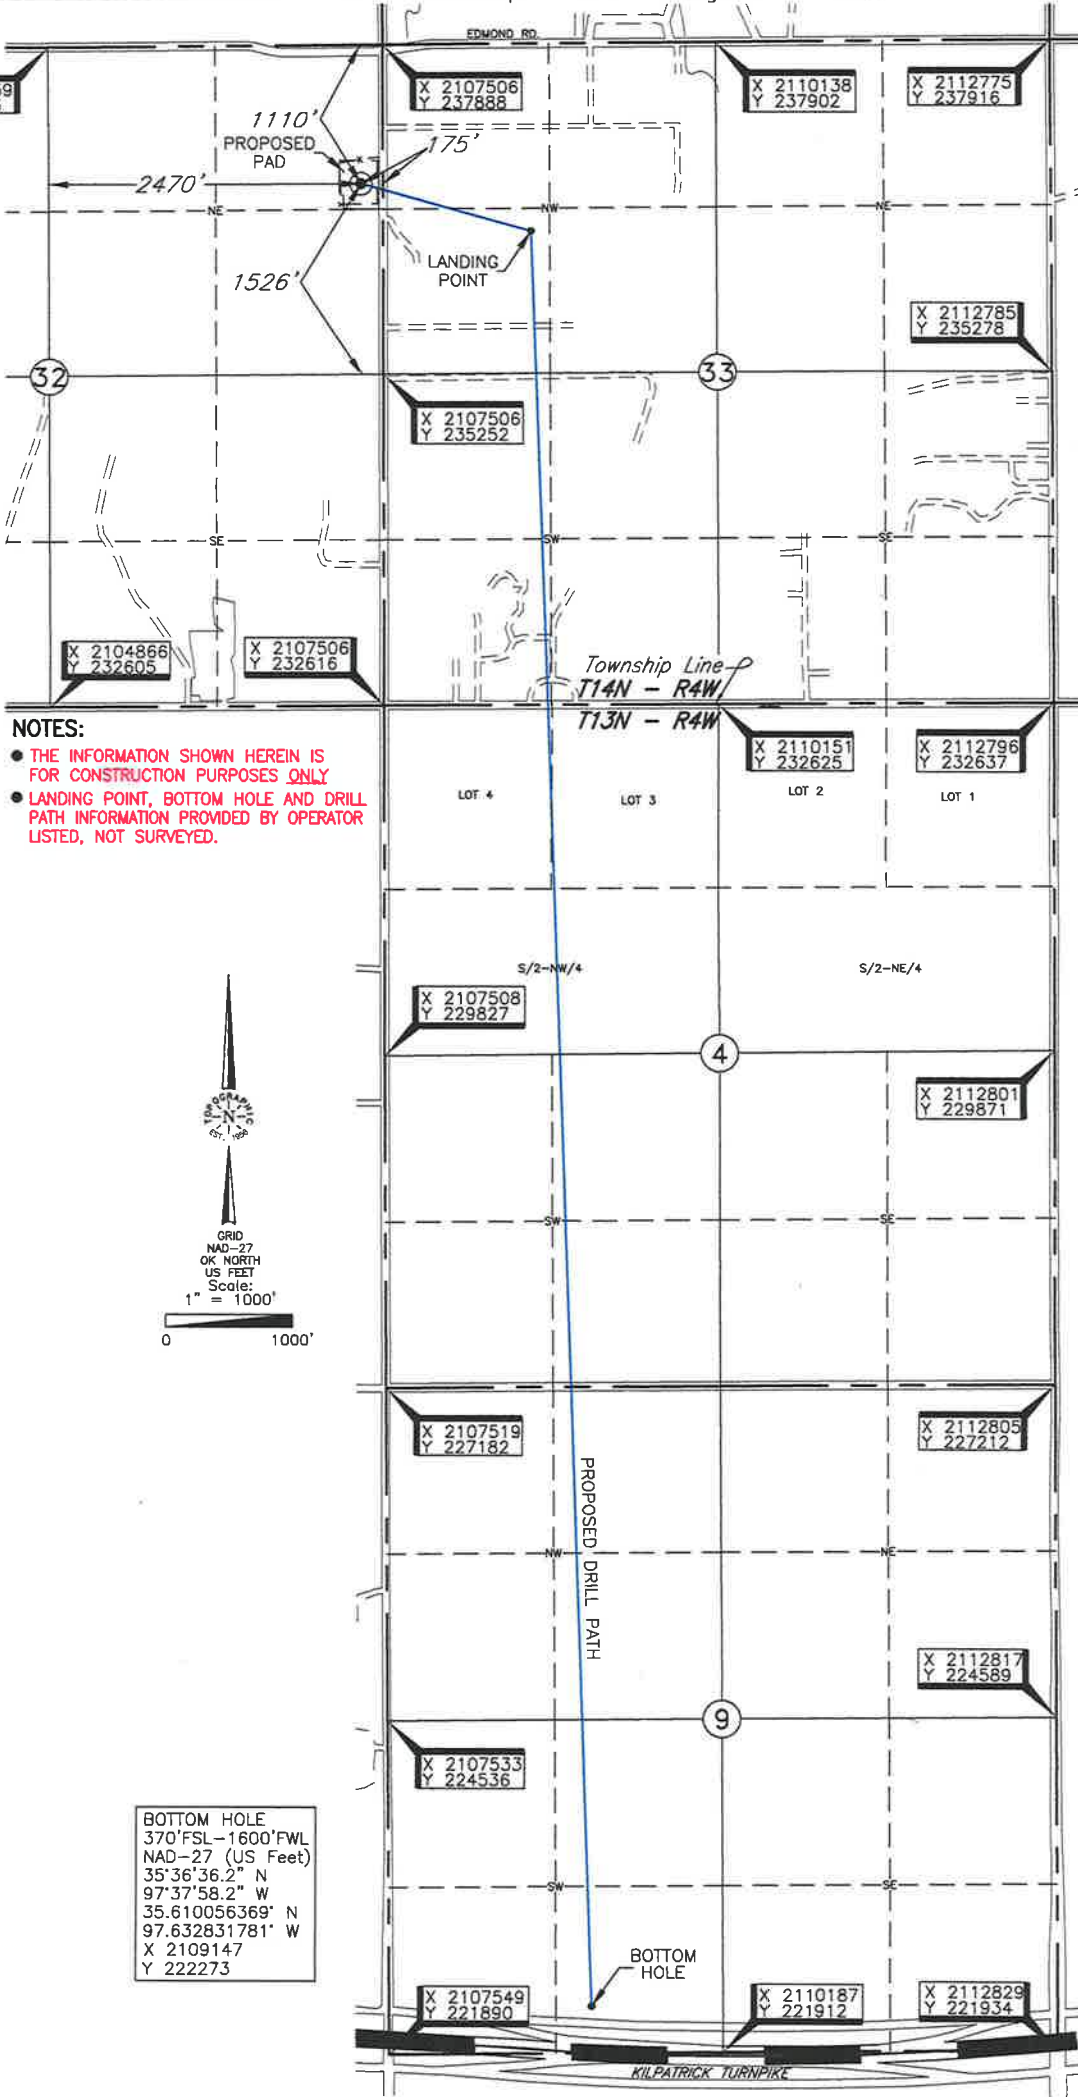 EDMOND RD.
X 2107506
Y 237888
X 2110138
Y 237902
X 2112775
Y 237916
1110'
PROPOSED
PAD
175'
2470'
NE
NW
NE
LANDING
POINT
1526'
X 2112785
Y 235278
32
33
X 2107506
Y 235252
SE
SW
SE
X 2104866
Y 232605
X 2107506
Y 232616
Township Line
T14N - R4W
T13N - R4W
NOTES:
● THE INFORMATION SHOWN HEREIN IS
FOR CONSTRUCTION PURPOSES ONLY
● LANDING POINT, BOTTOM HOLE AND DRILL
PATH INFORMATION PROVIDED BY OPERATOR
LISTED, NOT SURVEYED.
X 2110151
Y 232625
X 2112796
Y 232637
LOT 4
LOT 3
LOT 2
LOT 1
S/2-NW/4
S/2-NE/4
X 2107508
Y 229827
4
X 2112801
Y 229871
TOPOGRAPHIC
N
EST. 1958
GRID
NAD-27
OK NORTH
US FEET
Scale:
1" = 1000'
0 1000'
SW
SE
X 2107519
Y 227182
X 2112805
Y 227212
PROPOSED DRILL PATH
NW
NE
X 2112817
Y 224589
9
X 2107533
Y 224536
BOTTOM HOLE
370'FSL-1600'FWL
NAD-27 (US Feet)
35°36'36.2" N
97°37'58.2" W
35.610056369° N
97.632831781° W
X 2109147
Y 222273
SW
SE
BOTTOM
HOLE
X 2107549
Y 221890
X 2110187
Y 221912
X 2112829
Y 221934
KILPATRICK TURNPIKE